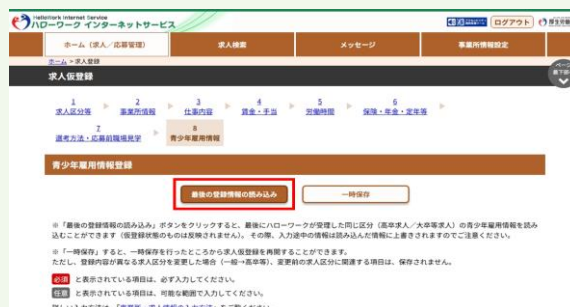 HelloWork Internet Service
ハローワーク インターネットサービス
ログアウト
ホーム（求人／応募管理）
求人検索
メッセージ
事業所情報設定
ホーム > 求人登録
求人仮登録
1
求人区分等
2
事業所情報
3
仕事内容
4
賃金・手当
5
労働時間
6
保険・年金・定年等
7
選考方法・応募前職場見学
8
青少年雇用情報
青少年雇用情報登録
最後の登録情報の読み込み
一時保存
※「最後の登録情報の読み込み」ボタンをクリックすると、最後にハローワークが受理した同じ区分（高卒求人／大卒等求人）の青少年雇用情報を読み
込むことができます（仮登録状態のものは反映されません）。その際、入力途中の情報は読み込んだ情報に上書きされますのでご注意ください。
※「一時保存」すると、一時保存を行ったところから求人仮登録を再開することができます。
ただし、登録内容が異なる求人区分を変更した場合（一般→高卒等）、変更前の求人区分に関連する項目は、保存されません。
必須 と表示されている項目は、必ず入力してください。
任意 と表示されている項目は、可能な範囲で入力してください。